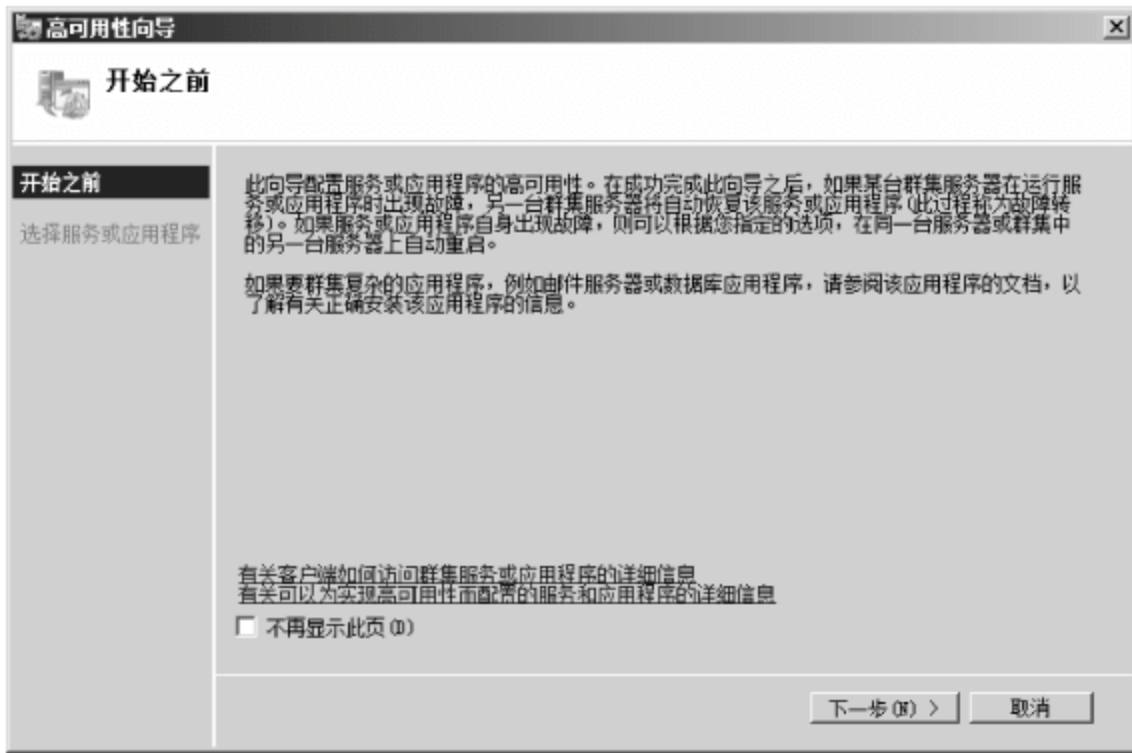 高可用性向导
开始之前
开始之前
选择服务或应用程序
此向导配置服务或应用程序的高可用性。在成功完成此向导之后，如果某台群集服务器在运行服
务或应用程序时出现故障，另一台群集服务器将自动恢复该服务或应用程序(此过程称为故障转
移)。如果服务或应用程序自身出现故障，则可以根据您指定的选项，在同一台服务器或群集中
的另一台服务器上自动重启。
如果要群集复杂的应用程序，例如邮件服务器或数据库应用程序，请参阅该应用程序的文档，以
了解有关正确安装该应用程序的信息。
有关客户端如何访问群集服务或应用程序的详细信息
有关可以为实现高可用性而配置的服务和应用程序的详细信息
不再显示此页(D)
下一步(N) >
取消